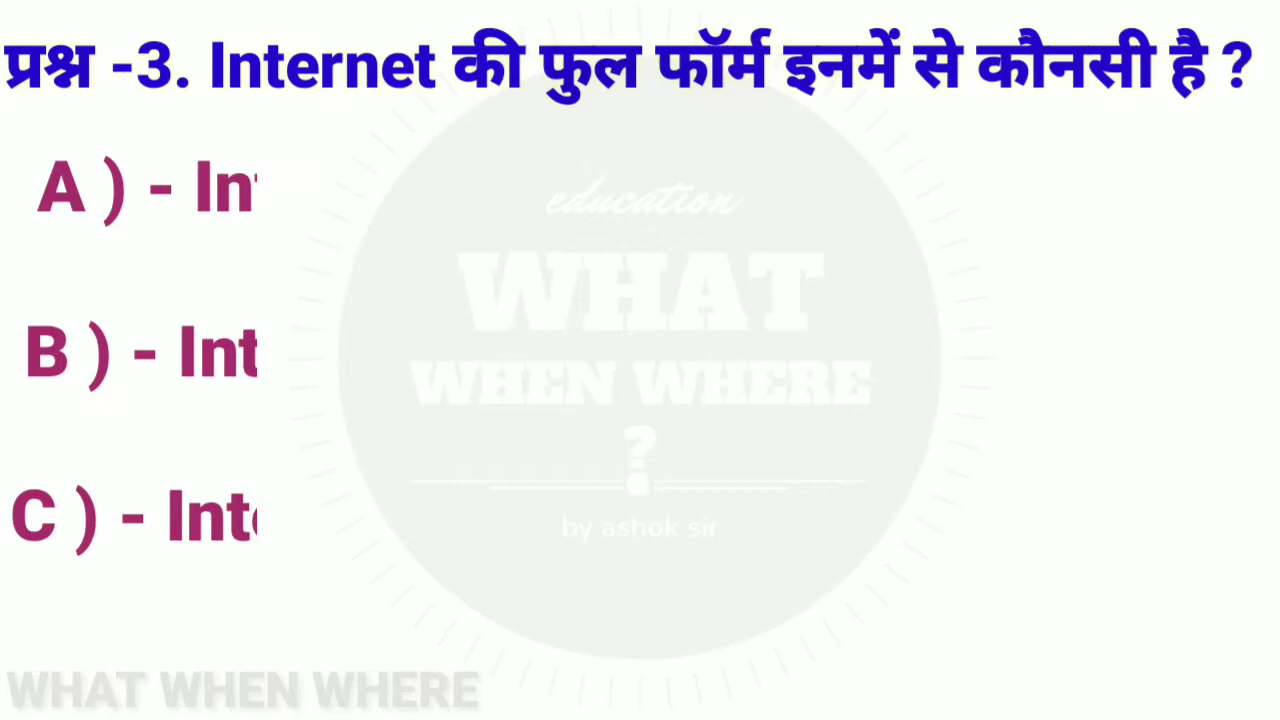 प्रश्न -3. Internet की फुल फॉर्म इनमें से कौनसी है ?
A ) - In
B ) - Int
C ) - Int
education
WHAT
WHEN WHERE
?
by ashok sir
WHAT WHEN WHERE